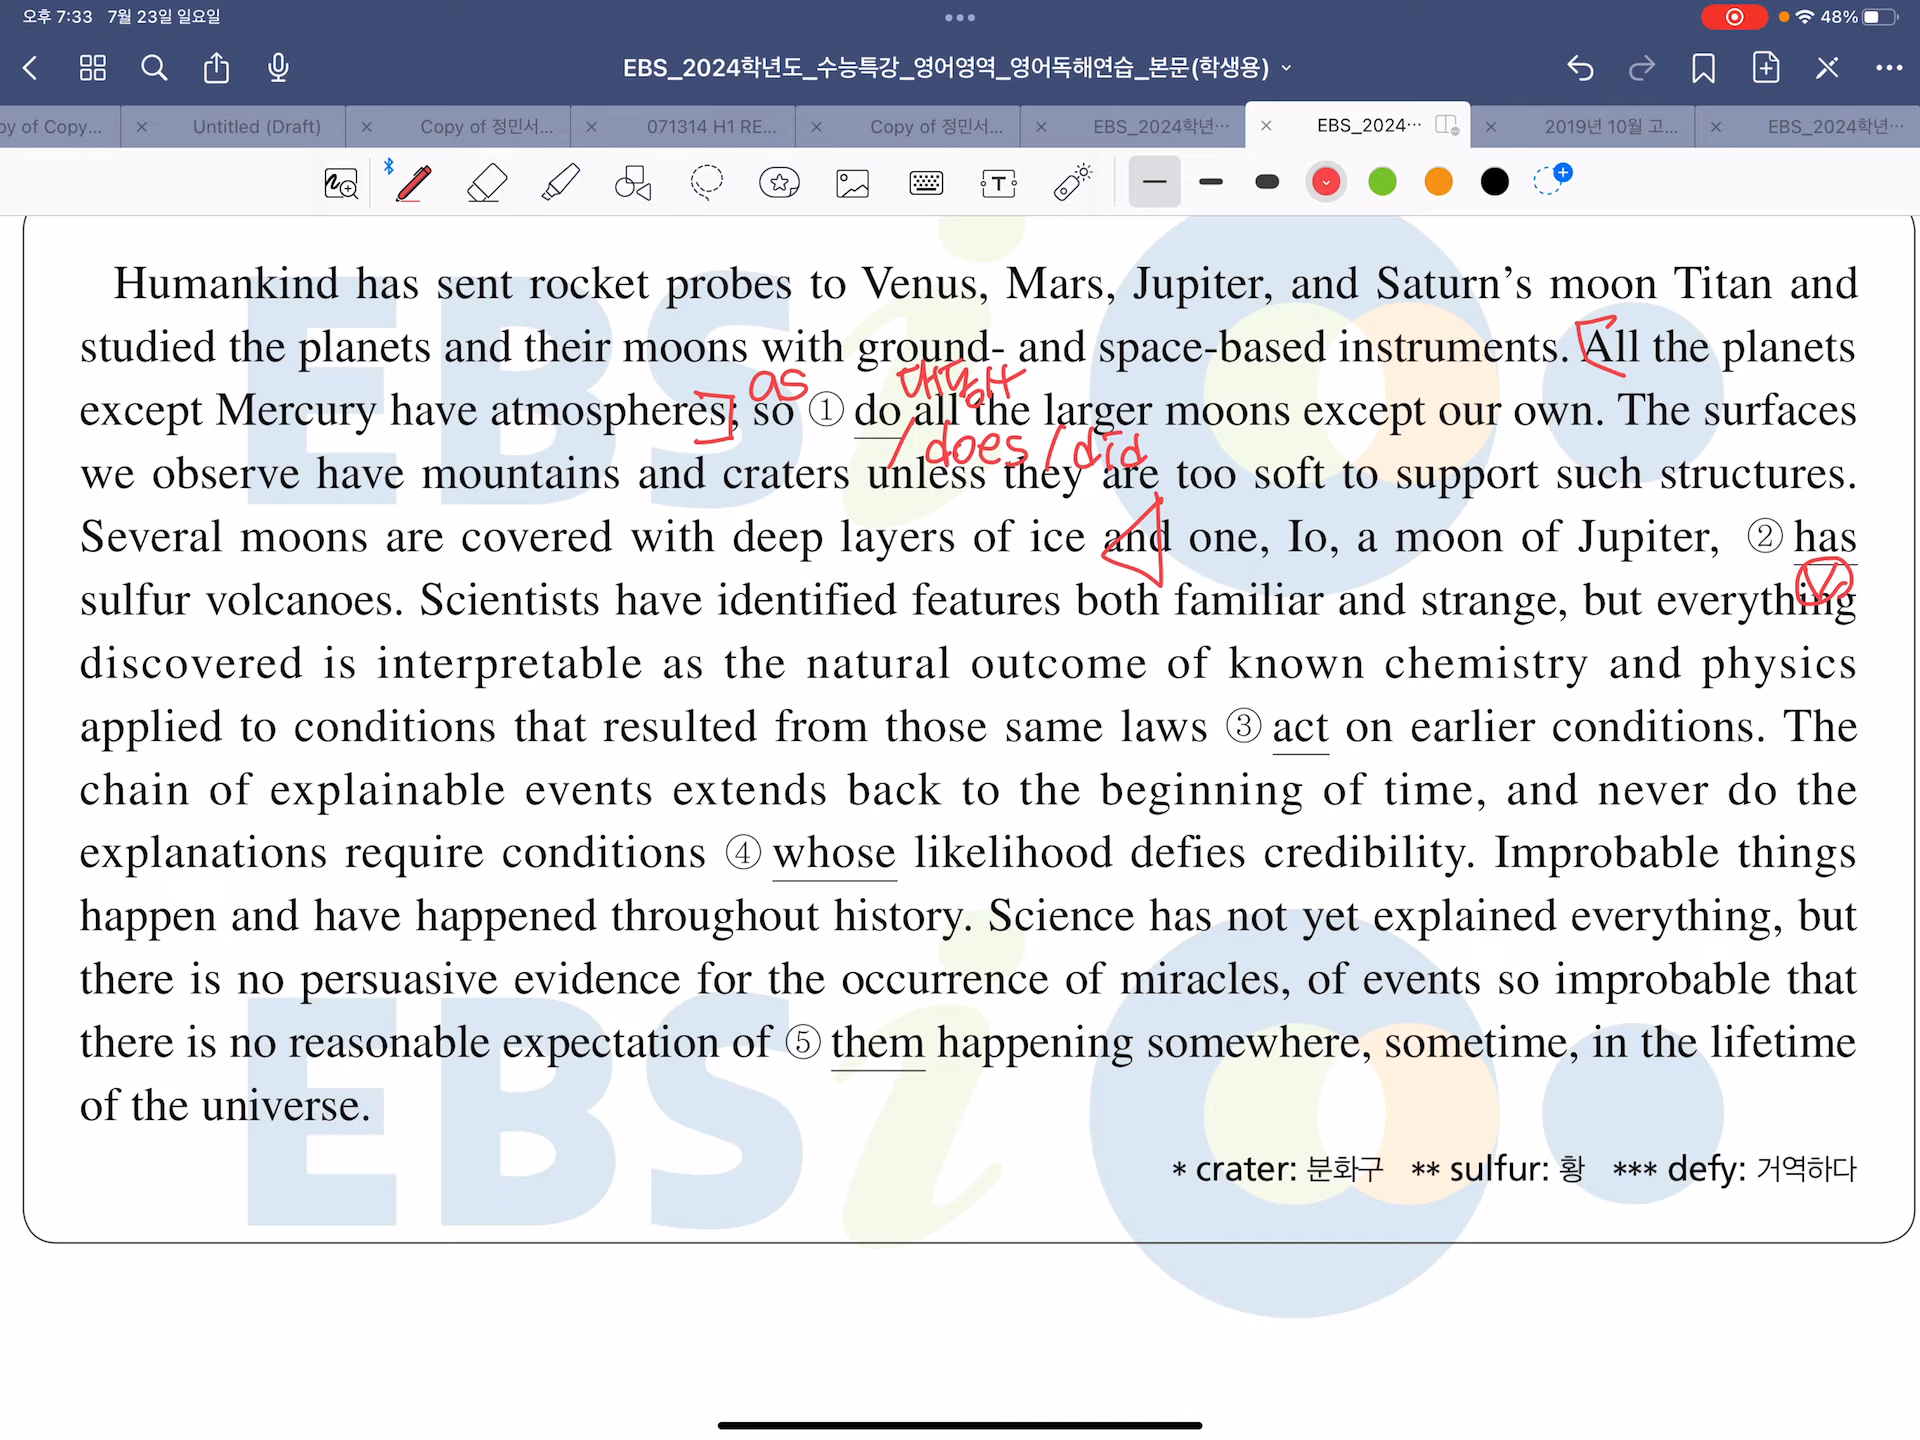 오후 7:33 7월 23일 일요일
48%
EBS_2024학년도_수능특강_영어영역_영어독해연습_본문(학생용)
by of Copy...
Untitled (Draft)
Copy of 정민서...
071314 H1 RE...
Copy of 정민서...
EBS_2024학년...
EBS_2024...
2019년 10월 고...
EBS_2024학년...
Humankind has sent rocket probes to Venus, Mars, Jupiter, and Saturn's moon Titan and
studied the planets and their moons with ground- and space-based instruments. All the planets
as 대동사
except Mercury have atmospheres; so ① do all the larger moons except our own. The surfaces
/ does / did
we observe have mountains and craters unless they are too soft to support such structures.
Several moons are covered with deep layers of ice and one, Io, a moon of Jupiter, ② has
V
sulfur volcanoes. Scientists have identified features both familiar and strange, but everything
discovered is interpretable as the natural outcome of known chemistry and physics
applied to conditions that resulted from those same laws ③ act on earlier conditions. The
chain of explainable events extends back to the beginning of time, and never do the
explanations require conditions ④ whose likelihood defies credibility. Improbable things
happen and have happened throughout history. Science has not yet explained everything, but
there is no persuasive evidence for the occurrence of miracles, of events so improbable that
there is no reasonable expectation of ⑤ them happening somewhere, sometime, in the lifetime
of the universe.
* crater: 분화구 ** sulfur: 황 *** defy: 거역하다
EBSi
EBSi